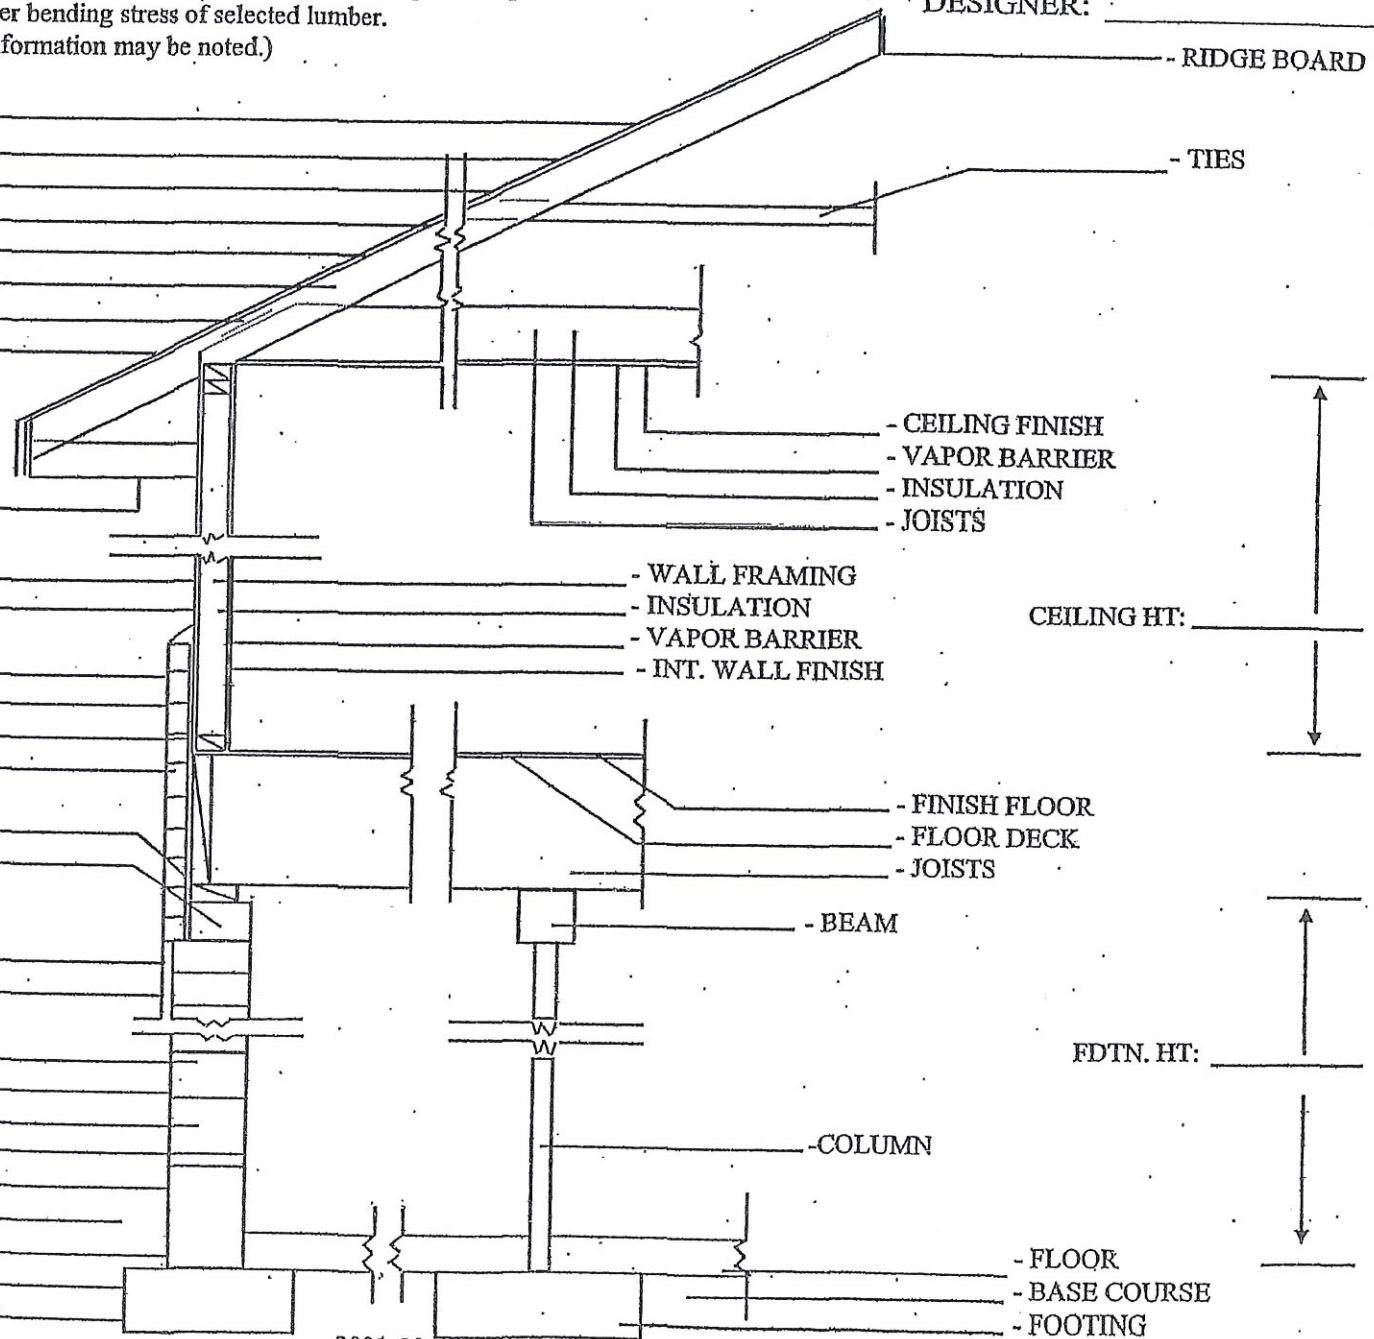 er bending stress of selected lumber.
formation may be noted.)
DESIGNER:
- RIDGE BOARD
- TIES
- CEILING FINISH
- VAPOR BARRIER
- INSULATION
- JOISTS
- WALL FRAMING
- INSULATION
- VAPOR BARRIER
- INT. WALL FINISH
CEILING HT:
- FINISH FLOOR
- FLOOR DECK
- JOISTS
- BEAM
FDTN. HT:
-COLUMN
- FLOOR
- BASE COURSE
- FOOTING